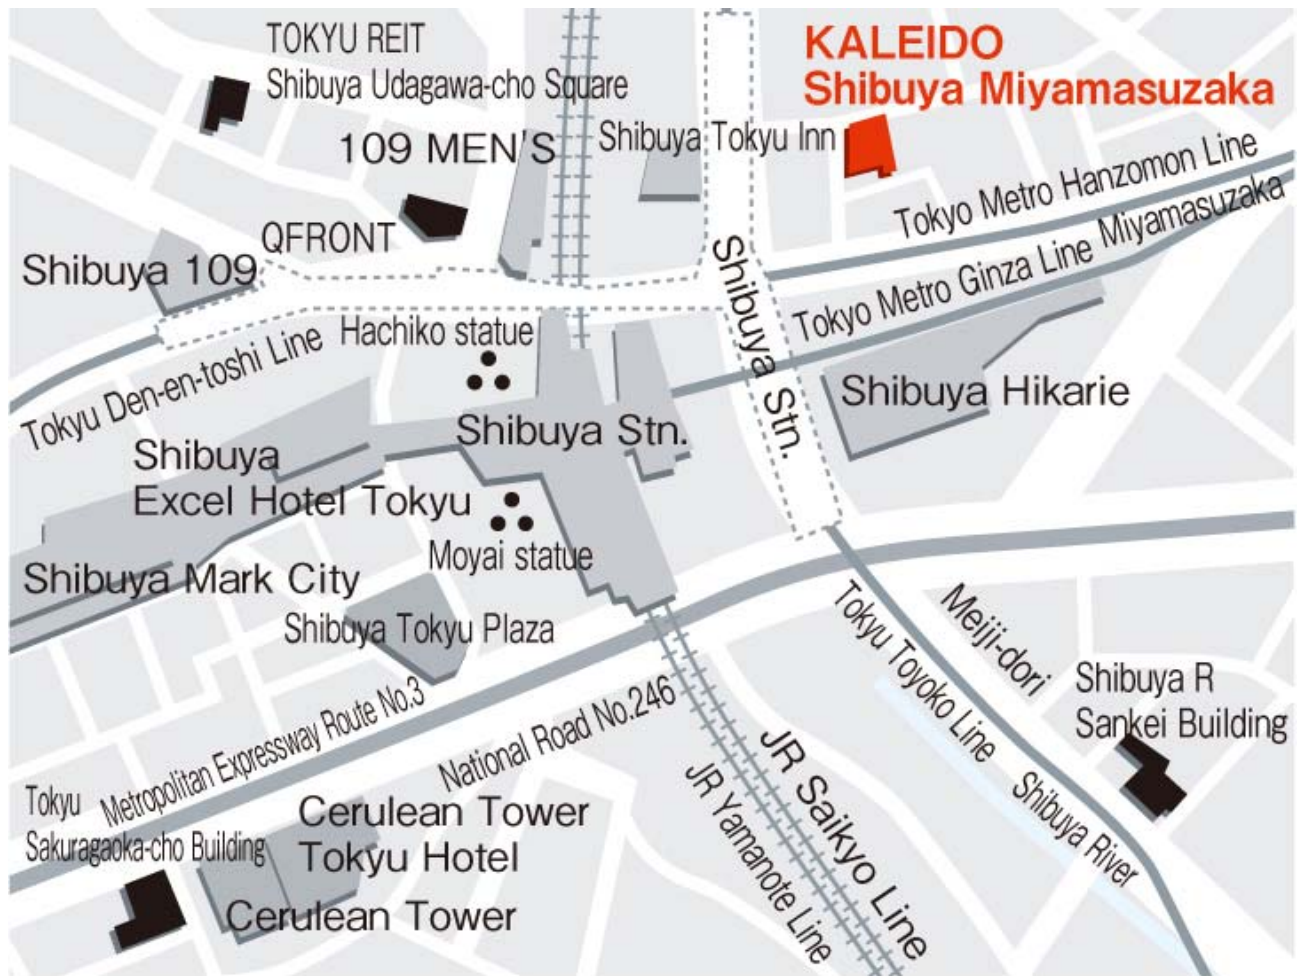 TOKYU REIT
Shibuya Udagawa-cho Square
KALEIDO
Shibuya Miyamasuzaka
109 MEN'S
Shibuya Tokyu Inn
Tokyo Metro Hanzomon Line
QFRONT
Shibuya 109
Miyamasuzaka
Tokyo Metro Ginza Line
Shibuya Stn.
Hachiko statue
Tokyu Den-en-toshi Line
Shibuya Hikarie
Shibuya Stn.
Shibuya
Excel Hotel Tokyu
Moyai statue
Shibuya Mark City
Shibuya Tokyu Plaza
Meiji-dori
Tokyu Toyoko Line
Shibuya R
Sankei Building
Metropolitan Expressway Route No.3
National Road No.246
JR Saikyo Line
JR Yamanote Line
Shibuya River
Tokyu
Sakuragaoka-cho Building
Cerulean Tower
Tokyu Hotel
Cerulean Tower